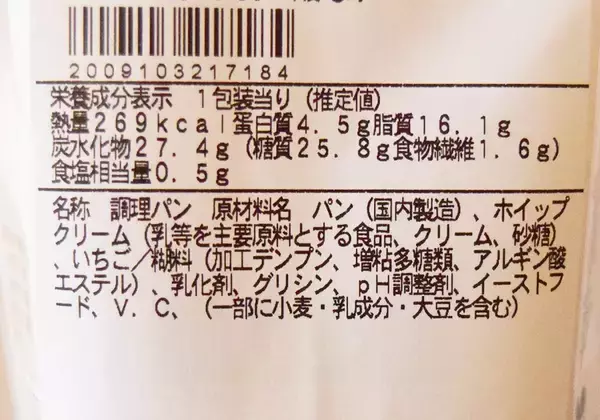 2009103217184
栄養成分表示 1包装当り (推定値)
熱量269kcal蛋白質4.5g脂質16.1g
炭水化物27.4g (糖質25.8g食物繊維1.6g)
食塩相当量0.5g
名称 調理パン 原材料名 パン(国内製造)、ホイップ
クリーム(乳等を主要原料とする食品、クリーム、砂糖)
、いちご/粘調料(加工デンプン、増粘多糖類、アルギン酸
エステル)、乳化剤、グリシン、pH調整剤、イーストフ
ード、V.C、(一部に小麦・乳成分・大豆を含む)